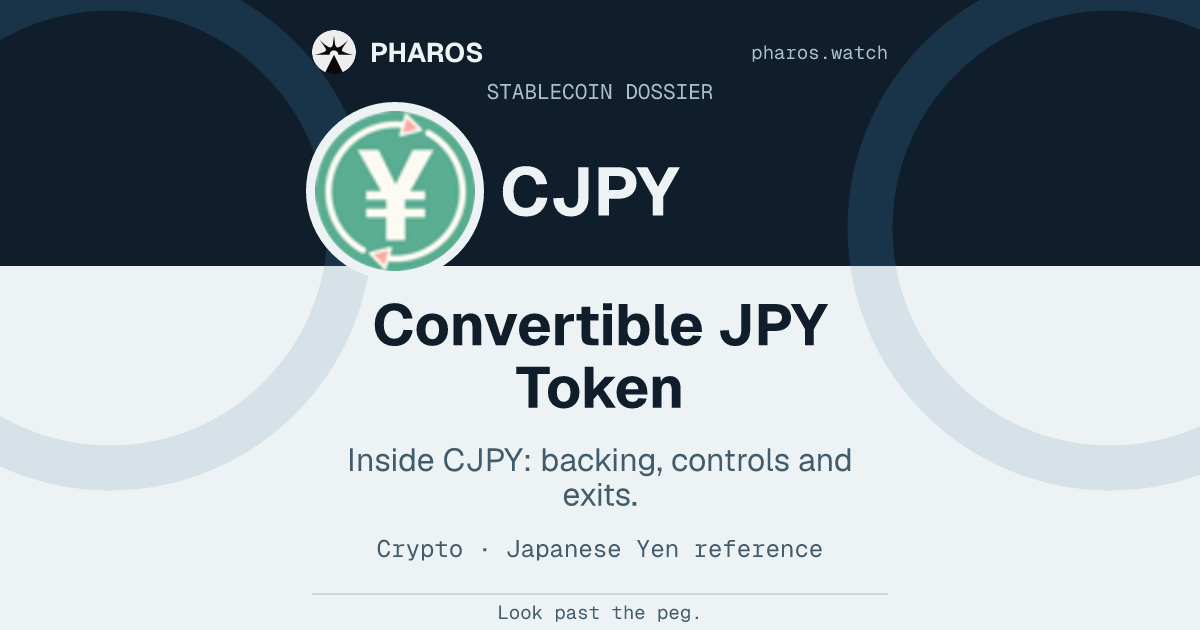 PHAROS
pharos.watch
STABLECOIN DOSSIER
¥
CJPY
Convertible JPY
Token
Inside CJPY: backing, controls and
exits.
Crypto · Japanese Yen reference
Look past the peg.